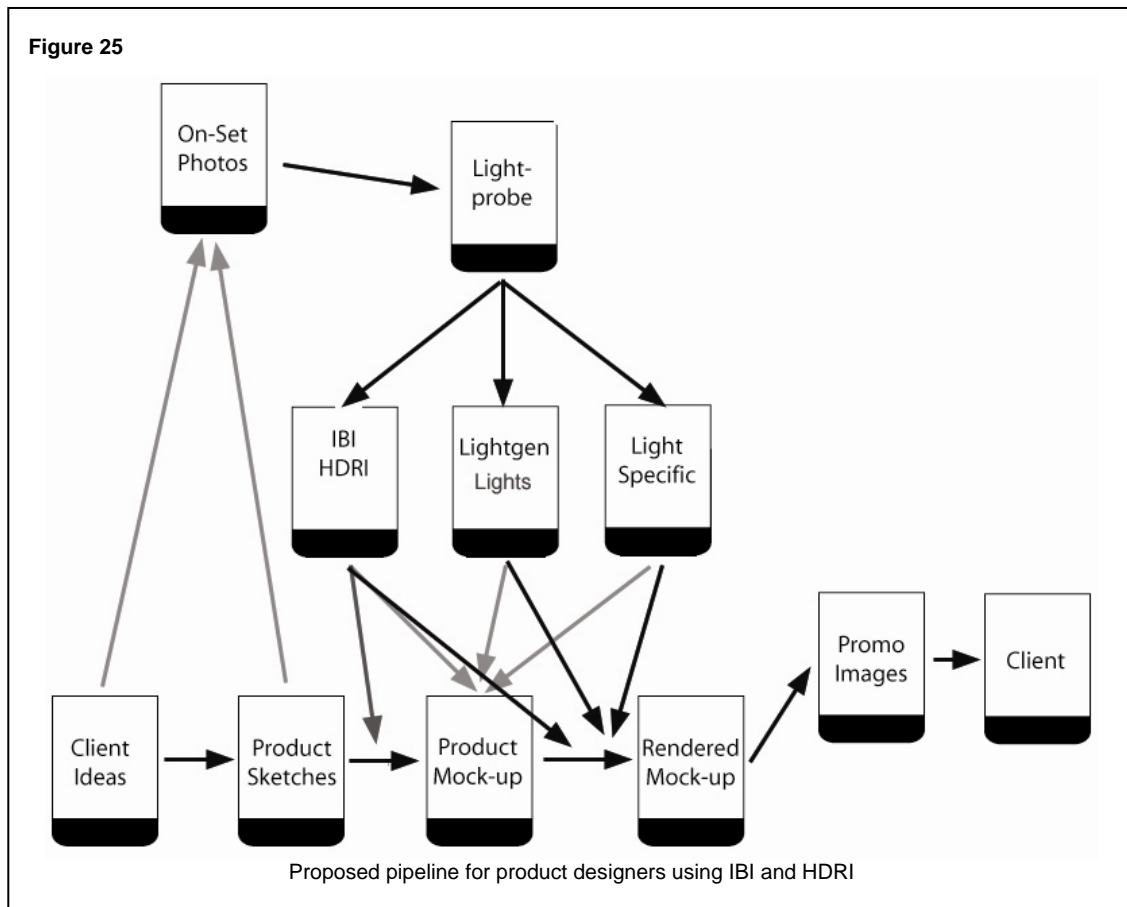 Figure 25
On-Set
Photos
Light-
probe
IBI
HDRI
Lightgen
Lights
Light
Specific
Promo
Images
Client
Client
Ideas
Product
Sketches
Product
Mock-up
Rendered
Mock-up
Proposed pipeline for product designers using IBI and HDRI